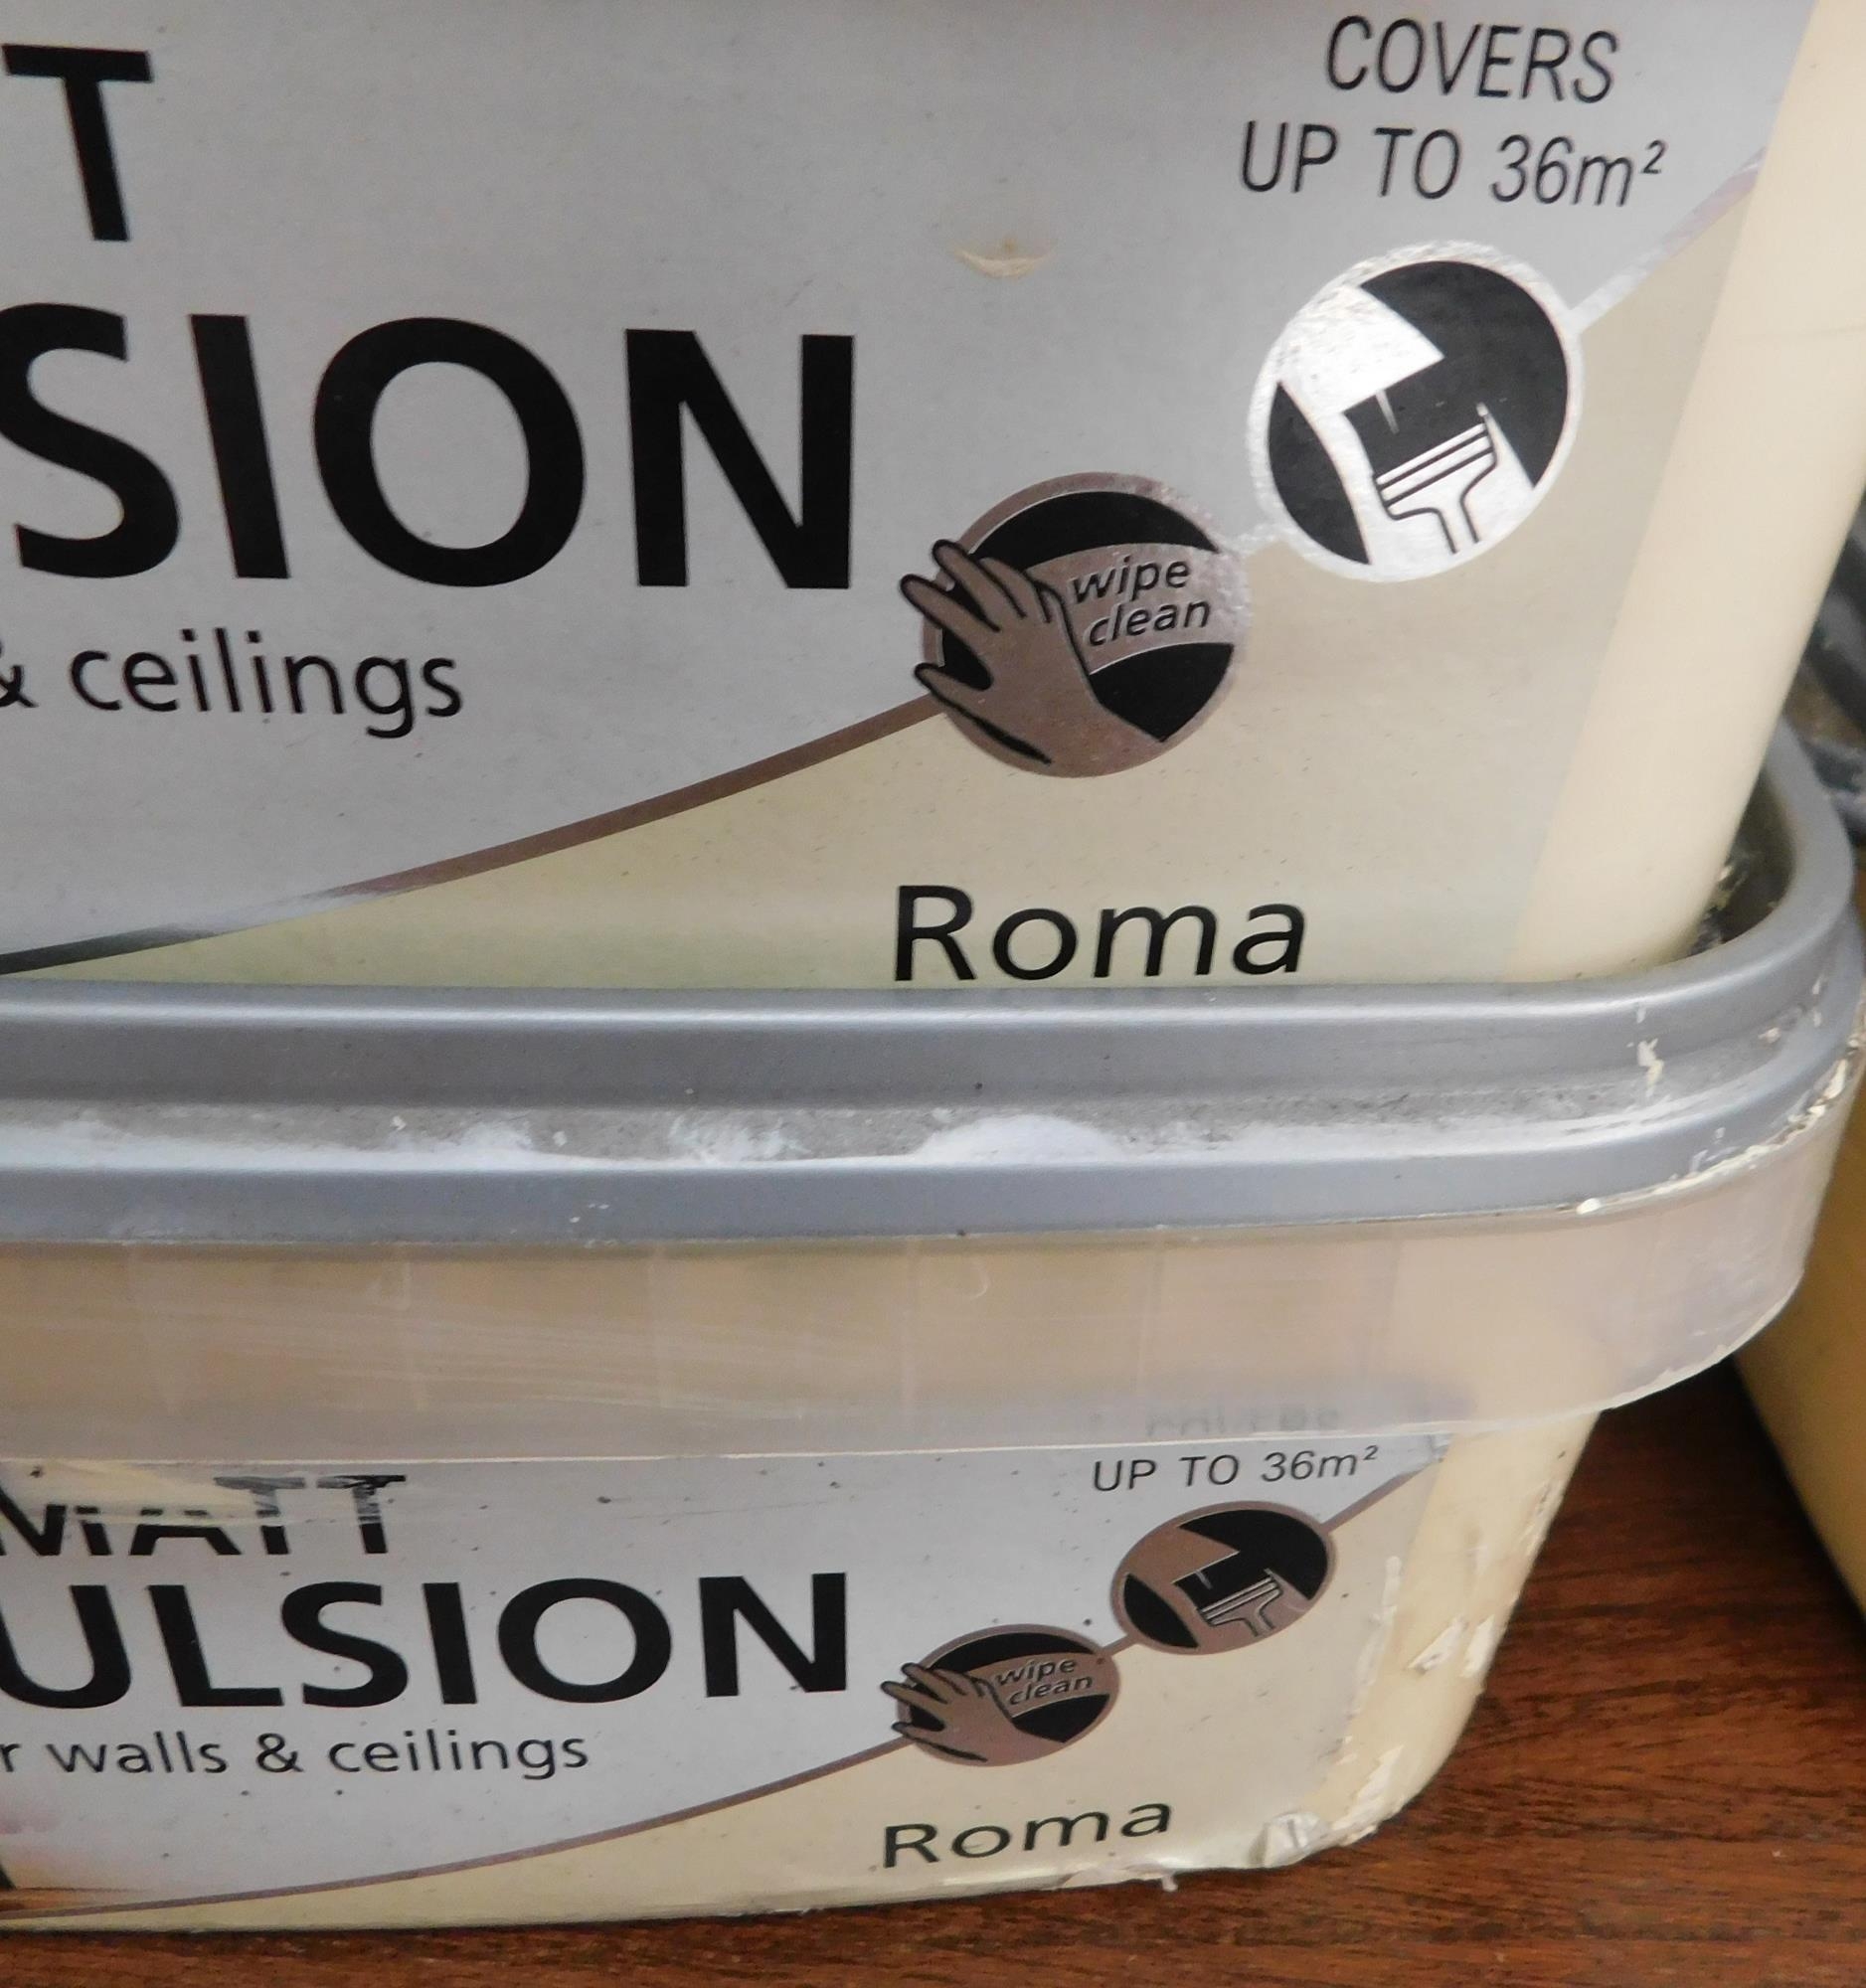 COVERS
UP TO 36m²
T
SION
& ceilings
wipe
clean
Roma
COVERS
UP TO 36m²
MATT
ULSION
r walls & ceilings
wipe
clean
Roma